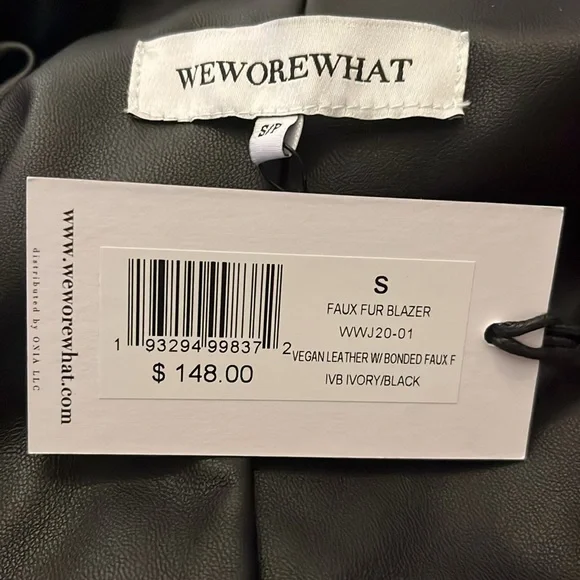 WEWOREWHAT
S/P
www.weworewhat.com
distributed by ONIA LLC
1 93294 99837 2
$ 148.00
S
FAUX FUR BLAZER
WWJ20-01
VEGAN LEATHER W/ BONDED FAUX F
IVB IVORY/BLACK